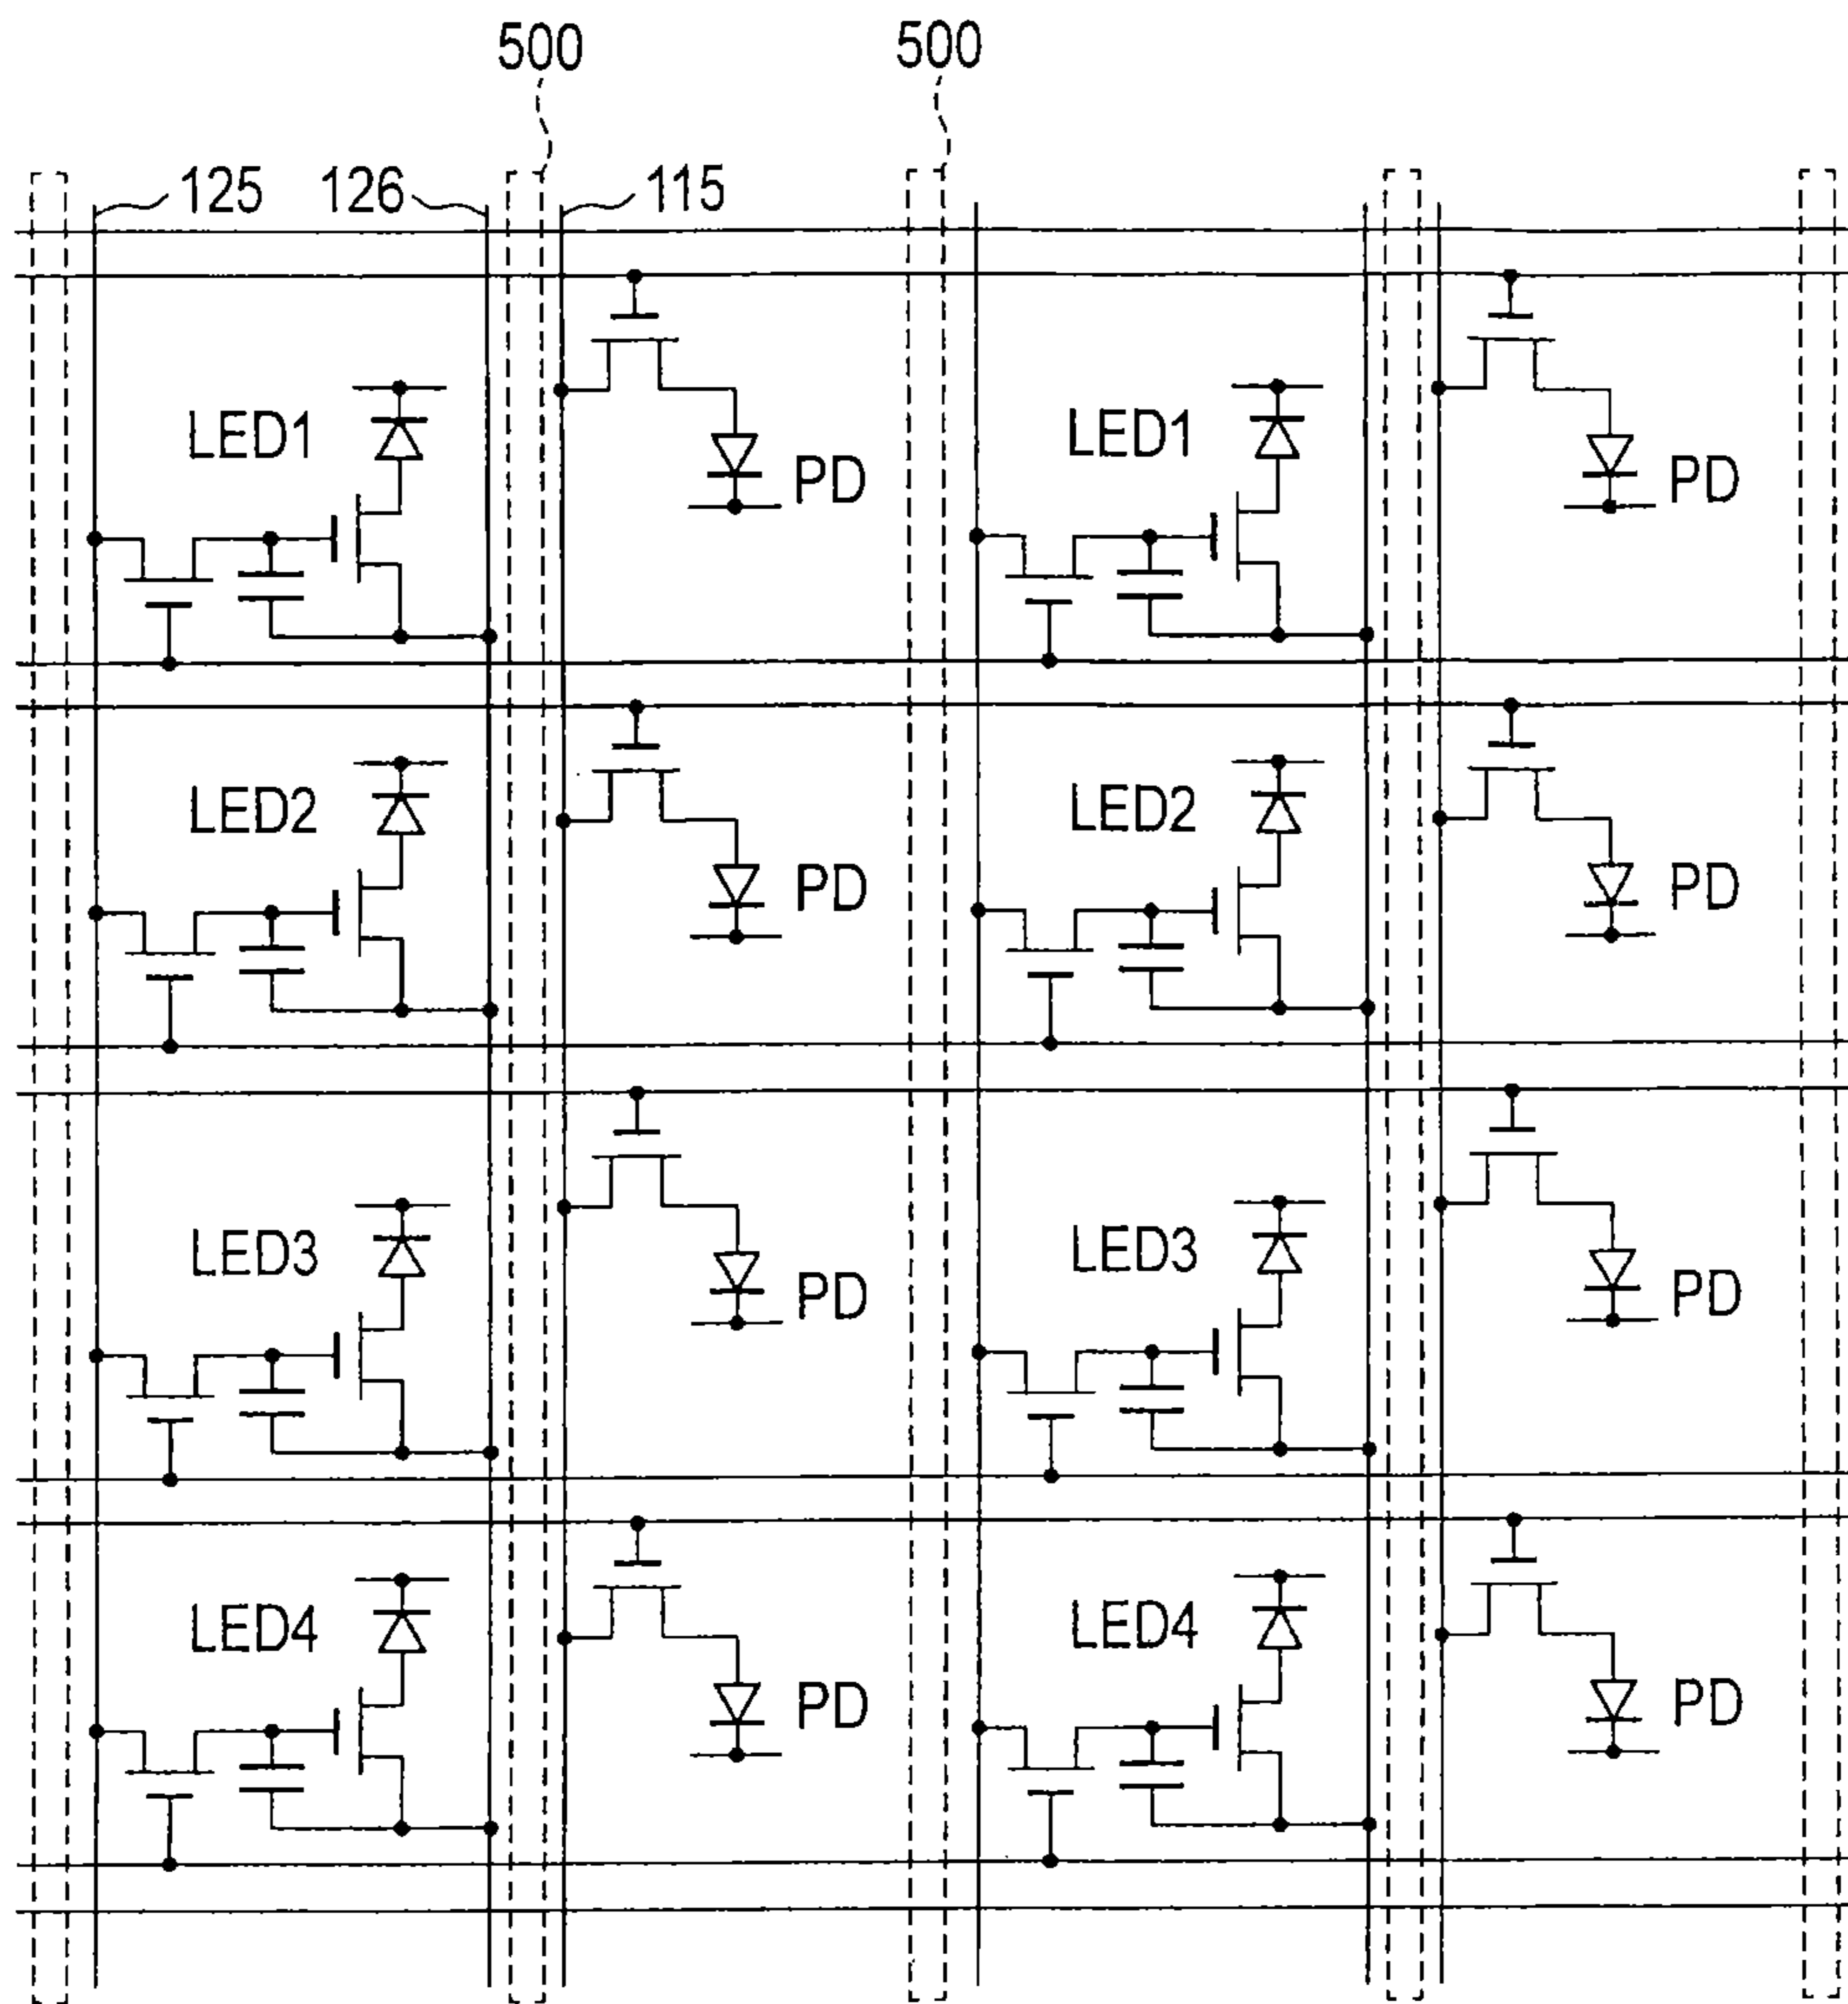 500 500
125 126 115
LED1 PD LED1 PD
LED2 PD LED2 PD
LED3 PD LED3 PD
LED4 PD LED4 PD